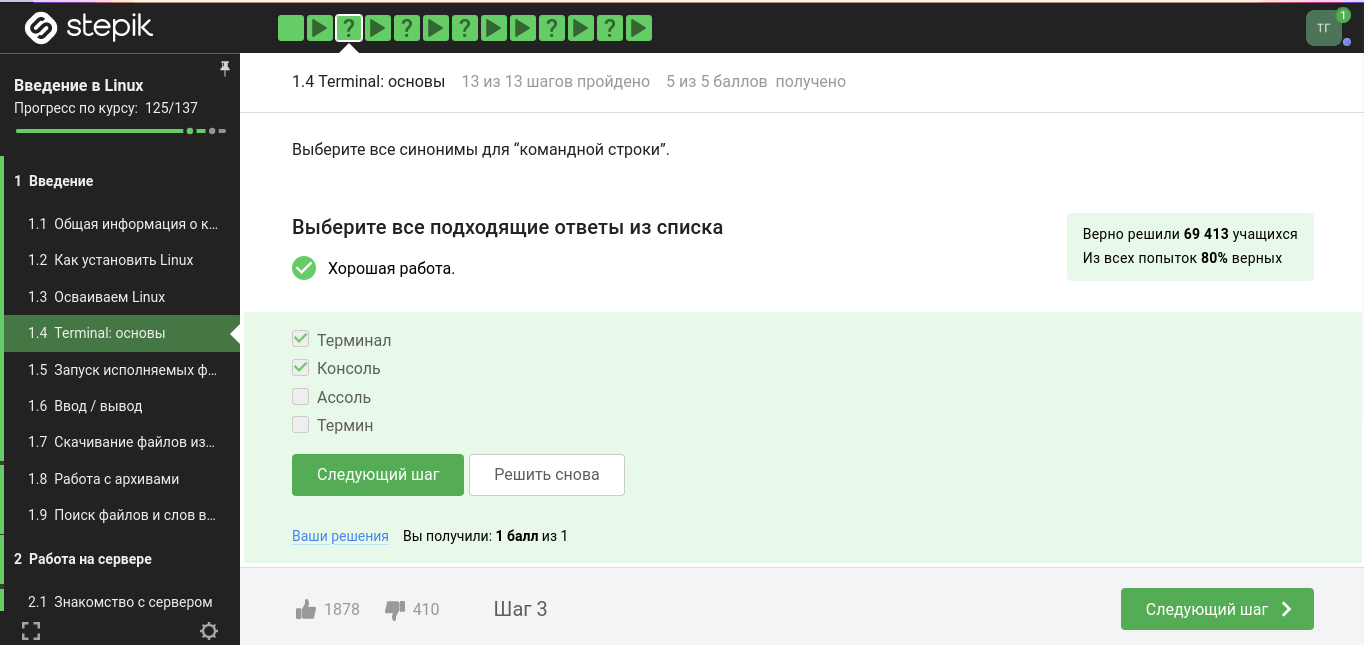 stepik
?
?
?
?
?
ТГ
1
Введение в Linux
Прогресс по курсу: 125/137
1 Введение
1.1 Общая информация о к...
1.2 Как установить Linux
1.3 Осваиваем Linux
1.4 Terminal: основы
1.5 Запуск исполняемых ф...
1.6 Ввод / вывод
1.7 Скачивание файлов из...
1.8 Работа с архивами
1.9 Поиск файлов и слов в...
2 Работа на сервере
2.1 Знакомство с сервером
1.4 Terminal: основы 13 из 13 шагов пройдено 5 из 5 баллов получено
Выберите все синонимы для “командной строки”.
Выберите все подходящие ответы из списка
Хорошая работа.
Верно решили 69 413 учащихся
Из всех попыток 80% верных
Терминал
Консоль
Ассоль
Термин
Следующий шаг
Решить снова
Ваши решения Вы получили: 1 балл из 1
1878 410 Шаг 3
Следующий шаг